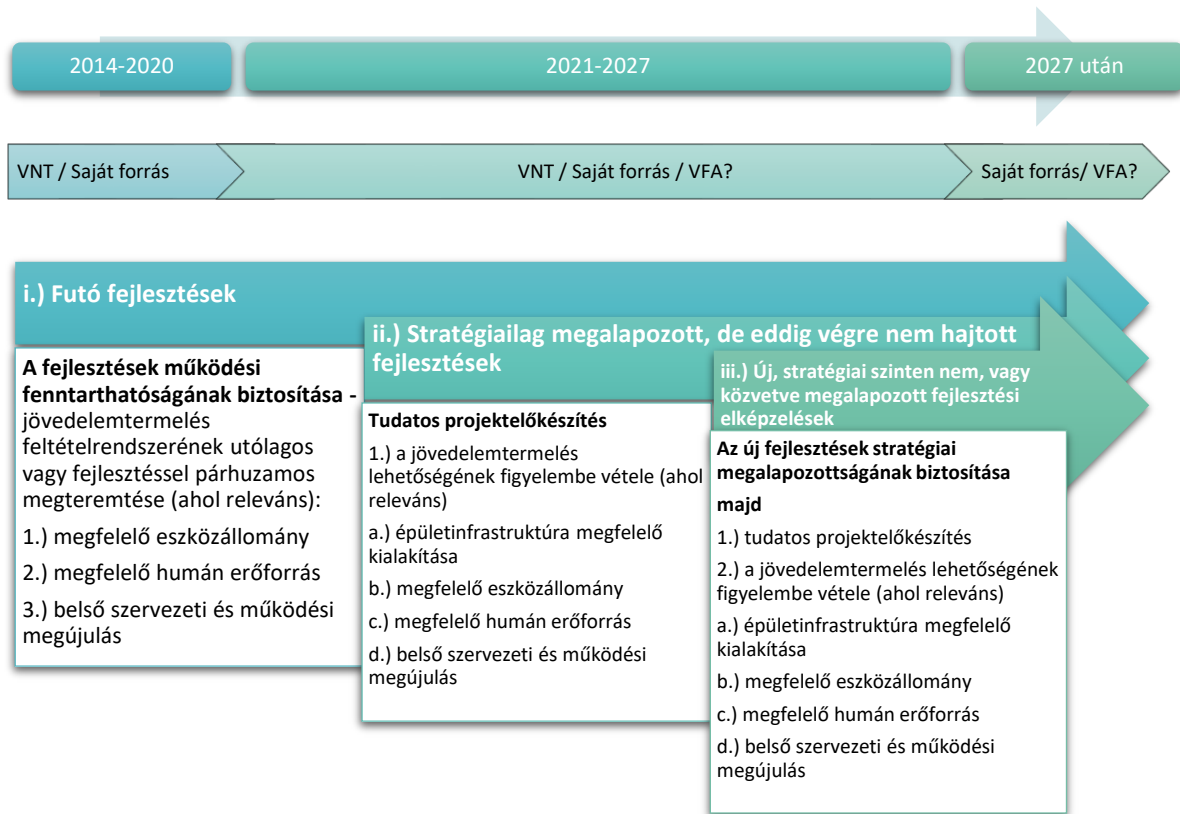 2014-2020
2021-2027
2027 után
VNT / Saját forrás
VNT / Saját forrás / VFA?
Saját forrás/ VFA?
i.) Futó fejlesztések
A fejlesztések működési
fenntarthatóságának biztosítása -
jövedelemtermelés
feltételrendszerének utólagos
vagy fejlesztéssel párhuzamos
megteremtése (ahol releváns):
1.) megfelelő eszközállomány
2.) megfelelő humán erőforrás
3.) belső szervezeti és működési
megújulás
ii.) Stratégiailag megalapozott, de eddig végre nem hajtott
fejlesztések
Tudatos projektelőkészítés
1.) a jövedelemtermelés
lehetőségének figyelembe vétele (ahol
releváns)
a.) épületinfrastruktúra megfelelő
kialakítása
b.) megfelelő eszközállomány
c.) megfelelő humán erőforrás
d.) belső szervezeti és működési
megújulás
iii.) Új, stratégiai szinten nem, vagy
közvetve megalapozott fejlesztési
elképzelések
Az új fejlesztések stratégiai
megalapozottságának biztosítása
majd
1.) tudatos projektelőkészítés
2.) a jövedelemtermelés lehetőségének
figyelembe vétele (ahol releváns)
a.) épületinfrastruktúra megfelelő
kialakítása
b.) megfelelő eszközállomány
c.) megfelelő humán erőforrás
d.) belső szervezeti és működési
megújulás